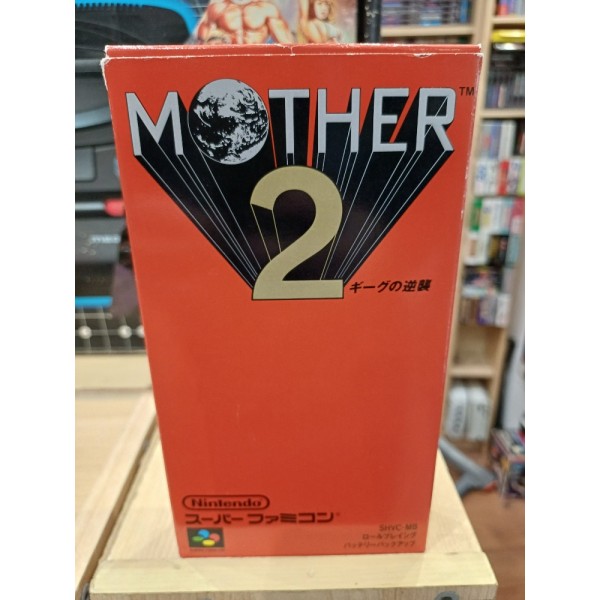 MOTHER™
2
ギーグの逆襲
Nintendo®
スーパーファミコン®
SHVC-MB
ロールプレイング
バッテリーバックアップ